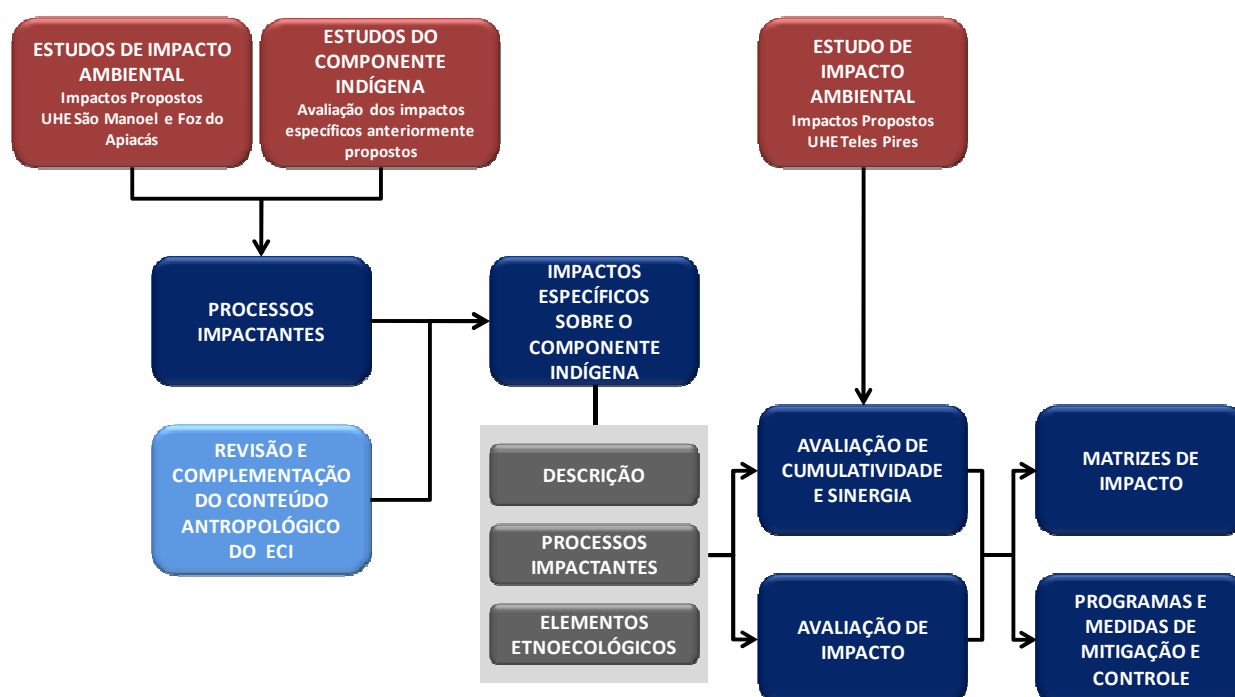 ESTUDOS DE IMPACTO
AMBIENTAL
Impactos Propostos
UHE São Manoel e Foz do
Apiacás
ESTUDOS DO
COMPONENTE
INDÍGENA
Avaliação dos impactos
específicos anteriormente
propostos
ESTUDO DE
IMPACTO
AMBIENTAL
Impactos Propostos
UHE Teles Pires
PROCESSOS
IMPACTANTES
IMPACTOS
ESPECÍFICOS
SOBRE O
COMPONENTE
INDÍGENA
REVISÃO E
COMPLEMENTAÇÃO
DO CONTEÚDO
ANTROPOLÓGICO
DO ECI
DESCRIÇÃO
PROCESSOS
IMPACTANTES
ELEMENTOS
ETNOECOLÓGICOS
AVALIAÇÃO DE
CUMULATIVIDADE
E SINERGIA
MATRIZES DE
IMPACTO
AVALIAÇÃO DE
IMPACTO
PROGRAMAS E
MEDIDAS DE
MITIGAÇÃO E
CONTROLE